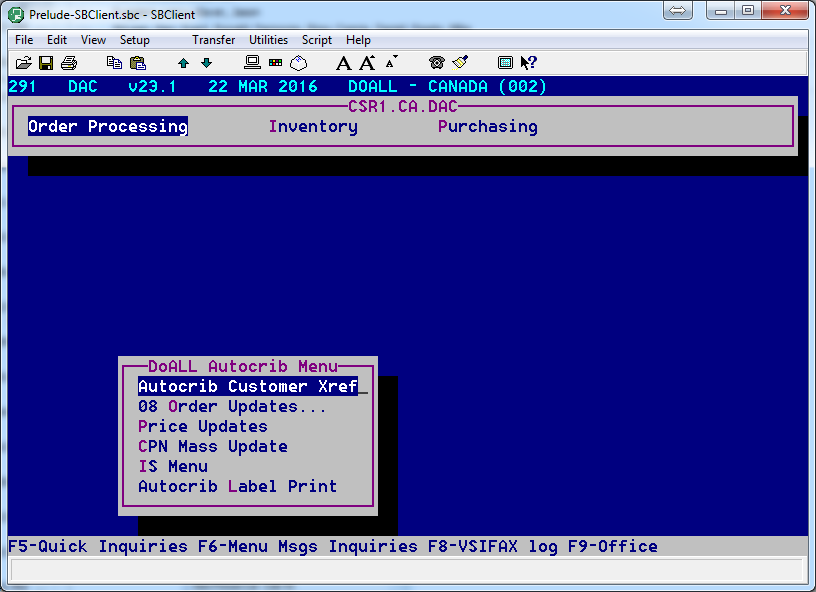 Prelude-SBClient.sbc - SBClient
File Edit View Setup Transfer Utilities Script Help
291 DAC v23.1 22 MAR 2016 DOALL - CANADA (002)
CSR1.CA.DAC
Order Processing Inventory Purchasing
DoALL Autocrib Menu
Autocrib Customer Xref_
08 Order Updates...
Price Updates
CPN Mass Update
IS Menu
Autocrib Label Print
F5-Quick Inquiries F6-Menu Msgs Inquiries F8-VSIFAX log F9-Office